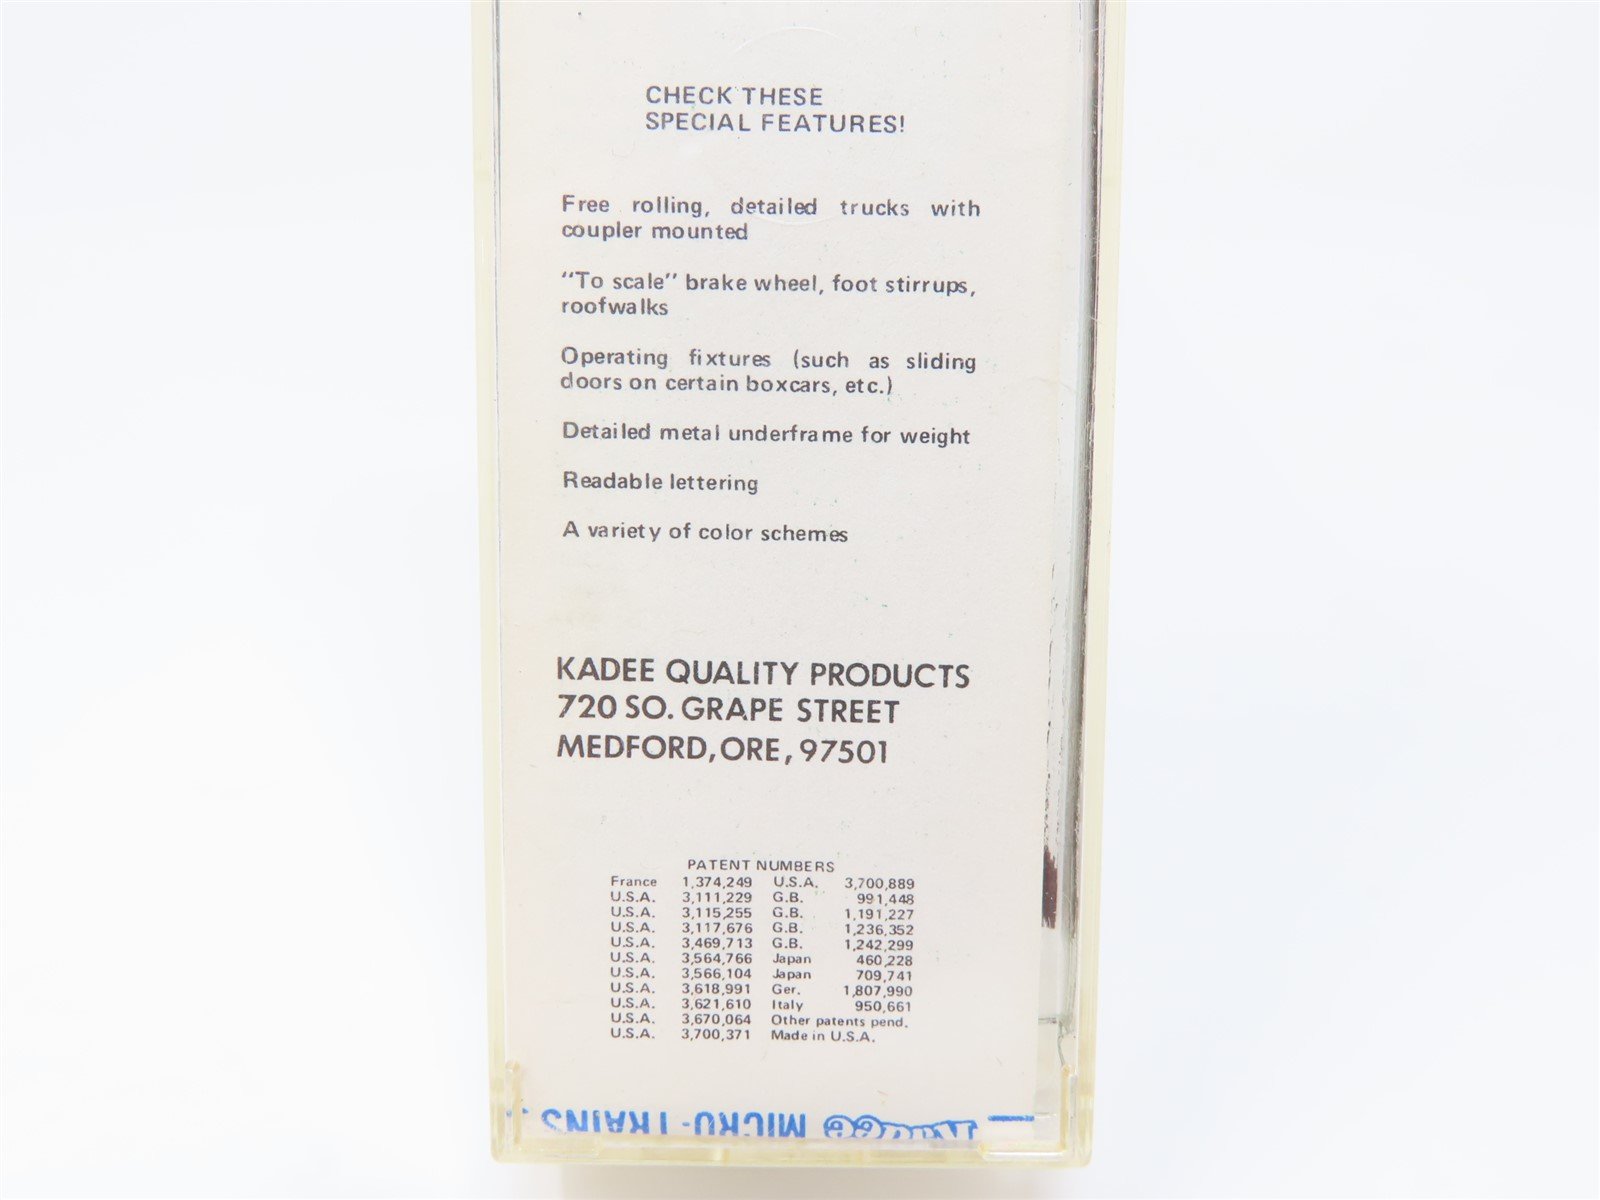 CHECK THESE
SPECIAL FEATURES!
Free rolling, detailed trucks with
coupler mounted
"To scale" brake wheel, foot stirrups,
roofwalks
Operating fixtures (such as sliding
doors on certain boxcars, etc.)
Detailed metal underframe for weight
Readable lettering
A variety of color schemes
KADEE QUALITY PRODUCTS
720 SO. GRAPE STREET
MEDFORD, ORE, 97501
PATENT NUMBERS
France 1,374,249 U.S.A. 3,700,889
U.S.A. 3,111,229 G.B. 991,448
U.S.A. 3,115,255 G.B. 1,191,227
U.S.A. 3,117,676 G.B. 1,236,352
U.S.A. 3,469,713 G.B. 1,242,299
U.S.A. 3,564,766 Japan 460,228
U.S.A. 3,566,104 Japan 709,741
U.S.A. 3,618,991 Ger. 1,807,990
U.S.A. 3,621,610 Italy 950,661
U.S.A. 3,670,064 Other patents pend.
U.S.A. 3,700,371 Made in U.S.A.
Kadee MICRO-TRAINS